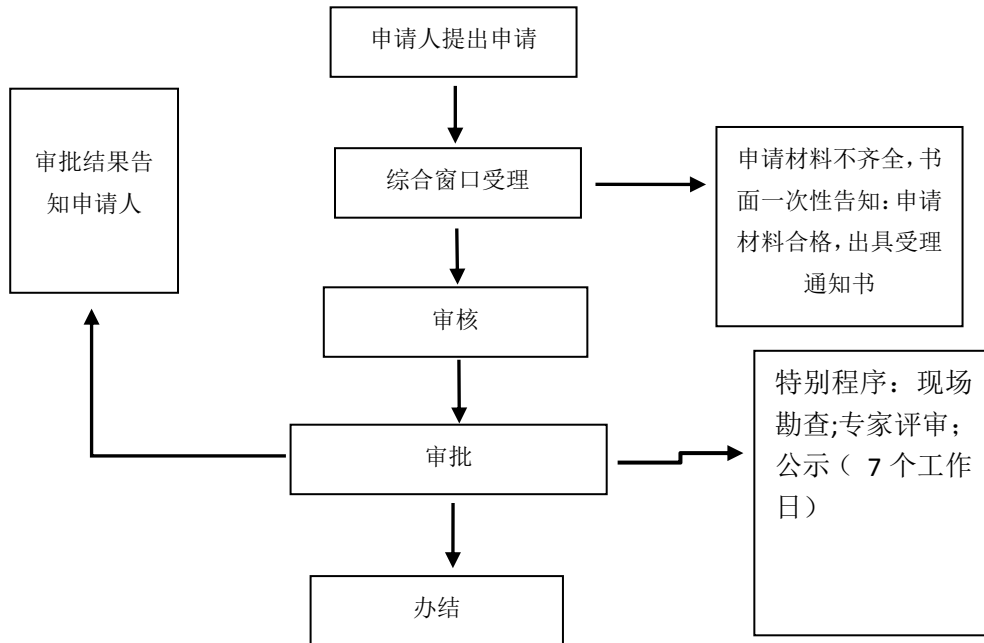 申请人提出申请
审批结果告
知申请人
综合窗口受理
申请材料不齐全,书
面一次性告知:申请
材料合格,出具受理
通知书
审核
特别程序：现场
勘查;专家评审；
公示（ 7 个工作
日）
审批
办结